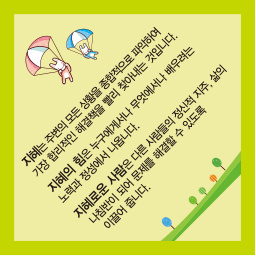 지혜는 주변의 모든 상황을 종합적으로 파악하여
가장 합리적인 해결책을 빨리 찾아내는 것입니다.
지혜의 힘은 누구에게서나 무엇에서나 배우려는
노력과 정성에서 나옵니다.
지혜로운 사람은 다른 사람들의 정신적 지주, 삶의
나침반이 되어 문제를 해결할 수 있도록
이끌어 줍니다.